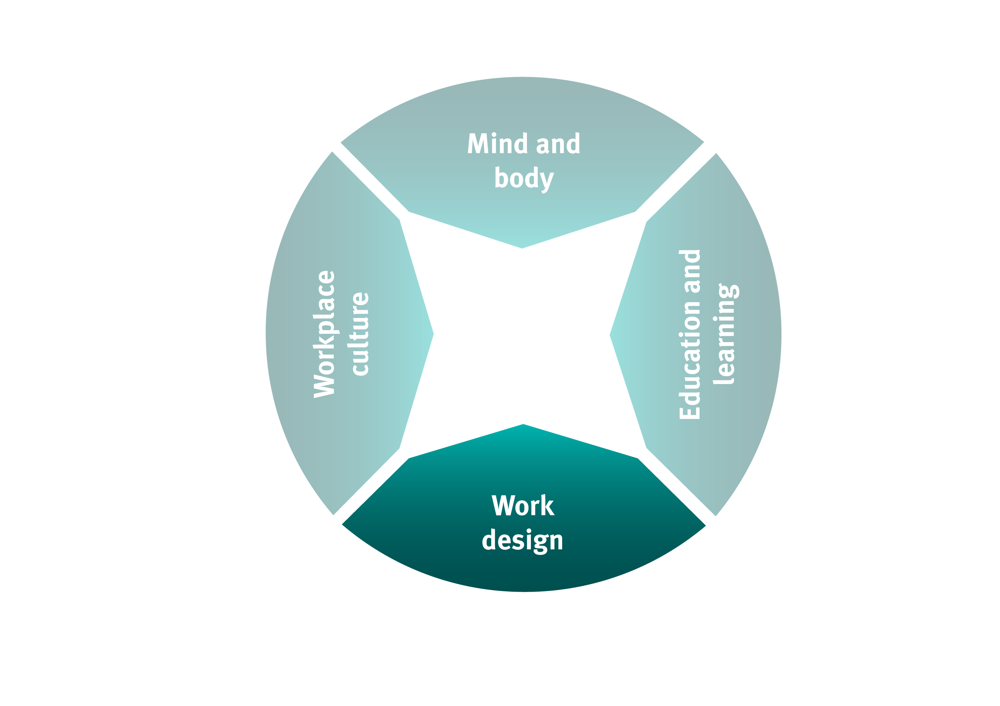 Mind and
body
Workplace
culture
Education and
learning
Work
design